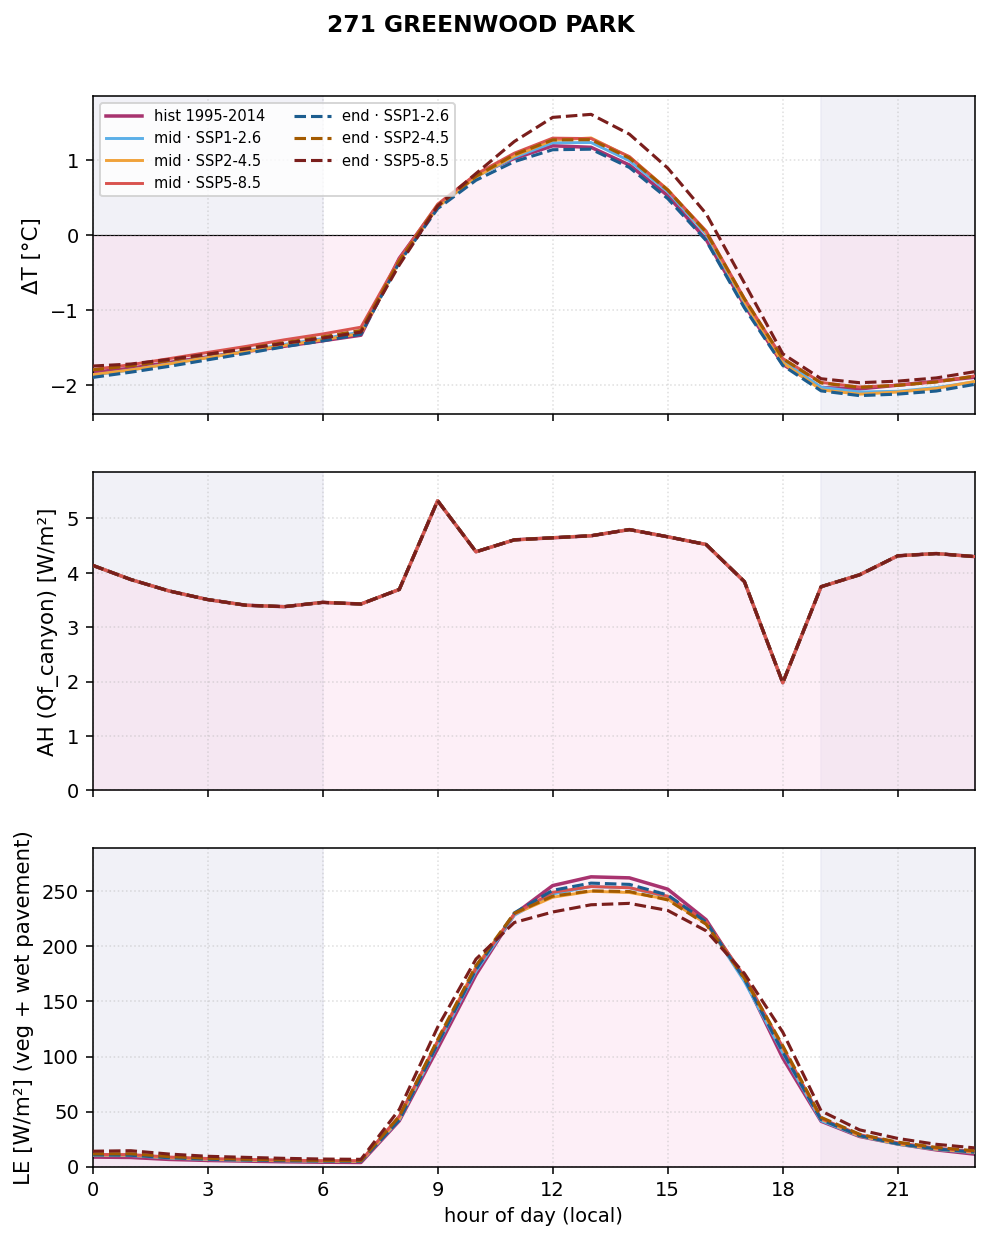 271 GREENWOOD PARK
hist 1995-2014
mid · SSP1-2.6
mid · SSP2-4.5
mid · SSP5-8.5
end · SSP1-2.6
end · SSP2-4.5
end · SSP5-8.5
ΔT [°C]
1
0
−1
−2
AH (Qf_canyon) [W/m²]
5
4
3
2
1
0
LE [W/m²] (veg + wet pavement)
250
200
150
100
50
0
0 3 6 9 12 15 18 21
hour of day (local)